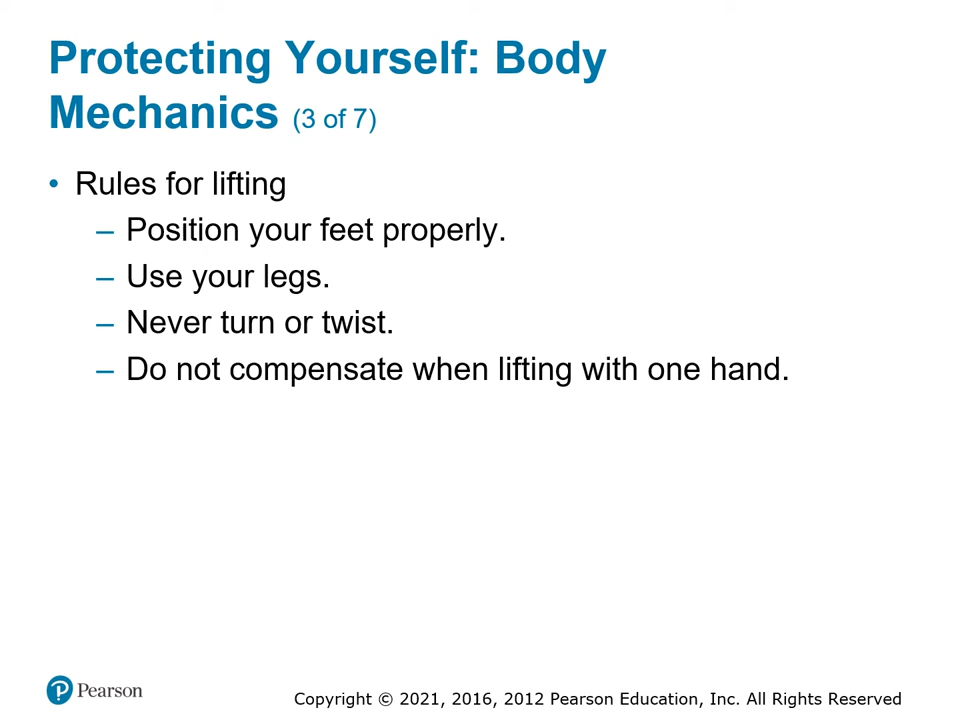 Protecting Yourself: Body
Mechanics (3 of 7)
• Rules for lifting
– Position your feet properly.
– Use your legs.
– Never turn or twist.
– Do not compensate when lifting with one hand.
Pearson
Copyright © 2021, 2016, 2012 Pearson Education, Inc. All Rights Reserved